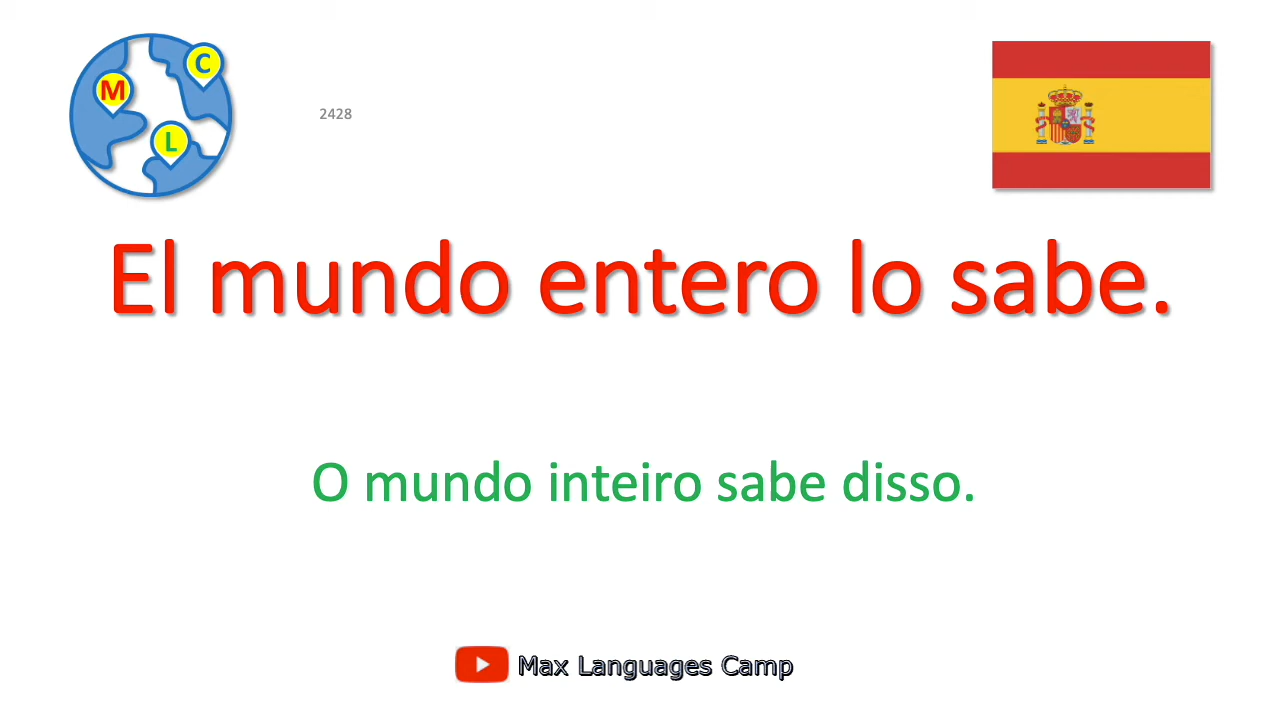 C
M
L
2428
El mundo entero lo sabe.
O mundo inteiro sabe disso.
Max Languages Camp